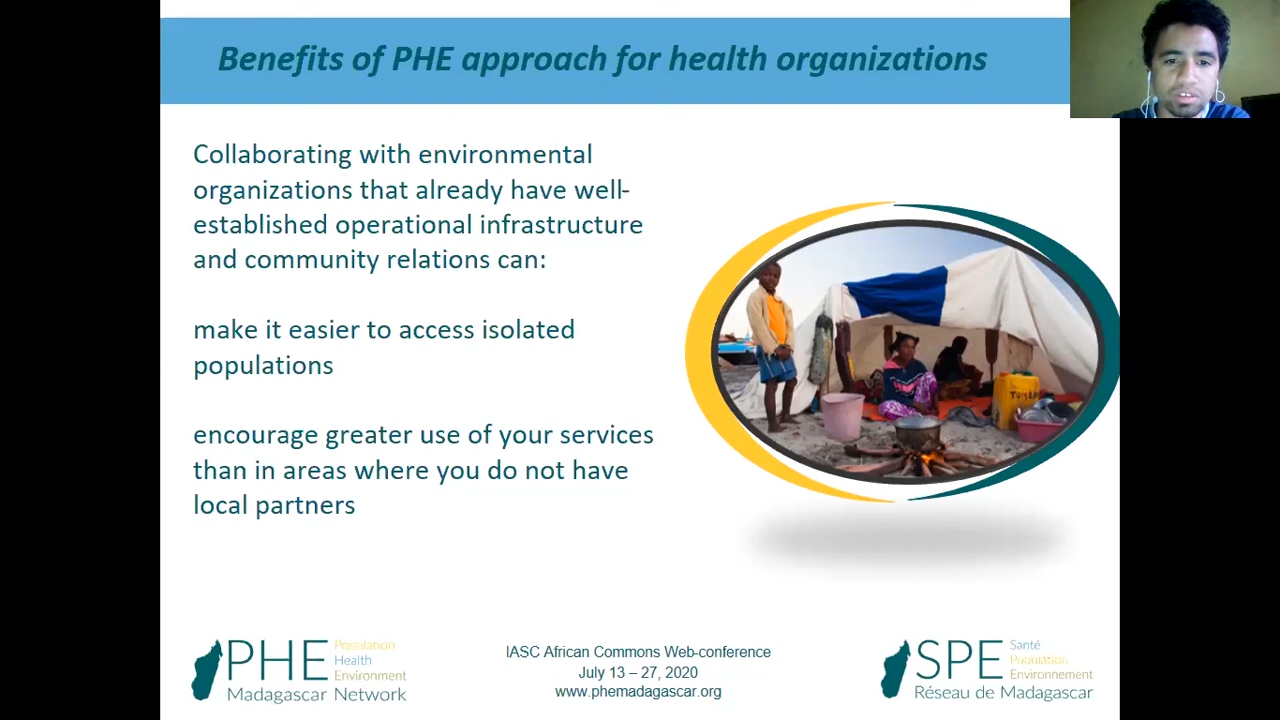 Benefits of PHE approach for health organizations
Collaborating with environmental
organizations that already have well-
established operational infrastructure
and community relations can:
make it easier to access isolated
populations
encourage greater use of your services
than in areas where you do not have
local partners
PHE
Population
Health
Environment
Madagascar Network
IASC African Commons Web-conference
July 13 – 27, 2020
www.phemadagascar.org
SPE
Santé
Population
Environnement
Réseau de Madagascar